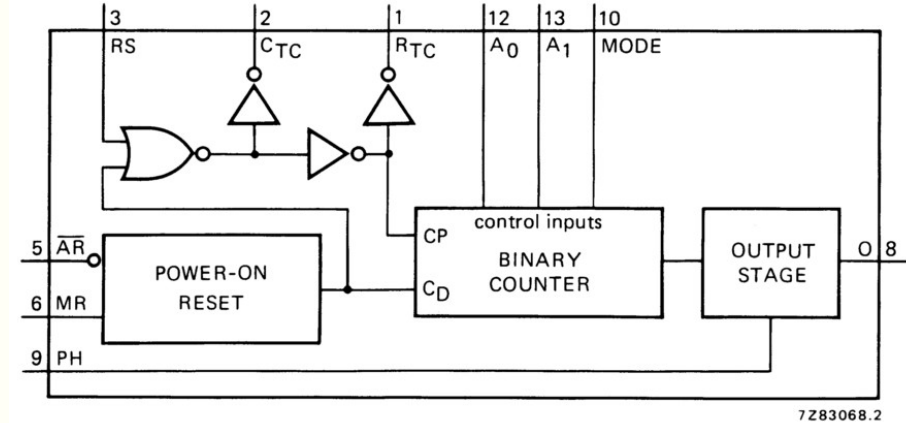 3 2 1 12 13 10
RS CTC RTC A0 A1 MODE
control inputs
CP
BINARY
COUNTER
CD
OUTPUT
STAGE
O 8
5 A̅R̅
POWER-ON
RESET
6 MR
9 PH
7Z83068.2